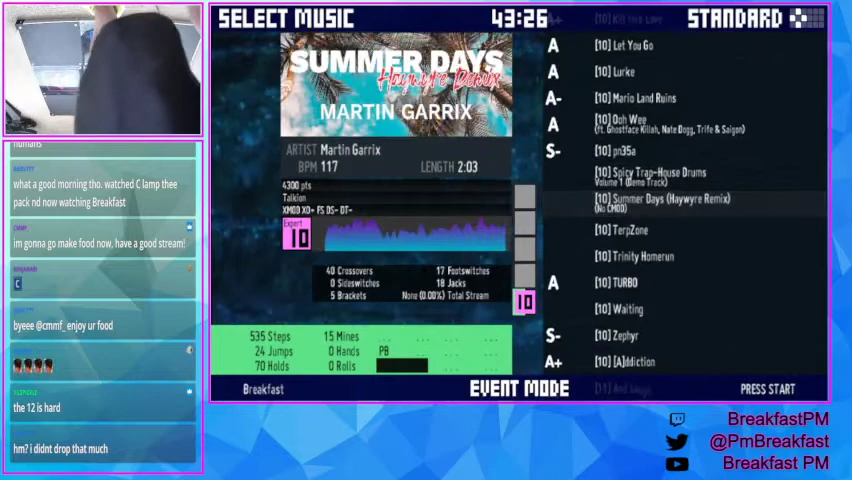 SELECT MUSIC
43:26
STANDARD
SUMMER DAYS
Haywyre Remix
MARTIN GARRIX
ARTIST Martin Garrix
BPM 117
LENGTH 2:03
4300 pts
Talkion
XMOD XO+ FS DS- DT-
Expert
10
40 Crossovers
17 Footswitches
0 Sideswitches
18 Jacks
5 Brackets
None (0.00%) Total Stream
10
535 Steps
15 Mines
24 Jumps
0 Hands
PB
70 Holds
0 Rolls
A [10] Let You Go
A [10] Lurke
A- [10] Mario Land Ruins
A [10] Ooh Wee
(ft. Ghostface Killah, Nate Dogg, Trife & Saigon)
S- [10] pn35a
[10] Spicy Trap-House Drums
Volume 1 (Demo Track)
[10] Summer Days (Haywyre Remix)
(No CMOD)
[10] TerpZone
[10] Trinity Homerun
A [10] TURBO
[10] Waiting
S- [10] Zephyr
A+ [10] [A]ddiction
Breakfast
EVENT MODE
PRESS START
humans
what a good morning tho. watched C lamp thee
pack nd now watching Breakfast
im gonna go make food now, have a good stream!
byeee @cmmf_ enjoy ur food
the 12 is hard
hm? i didnt drop that much
BreakfastPM
@PmBreakfast
Breakfast PM